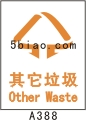 5biao.com
其它垃圾
Other Waste
A388